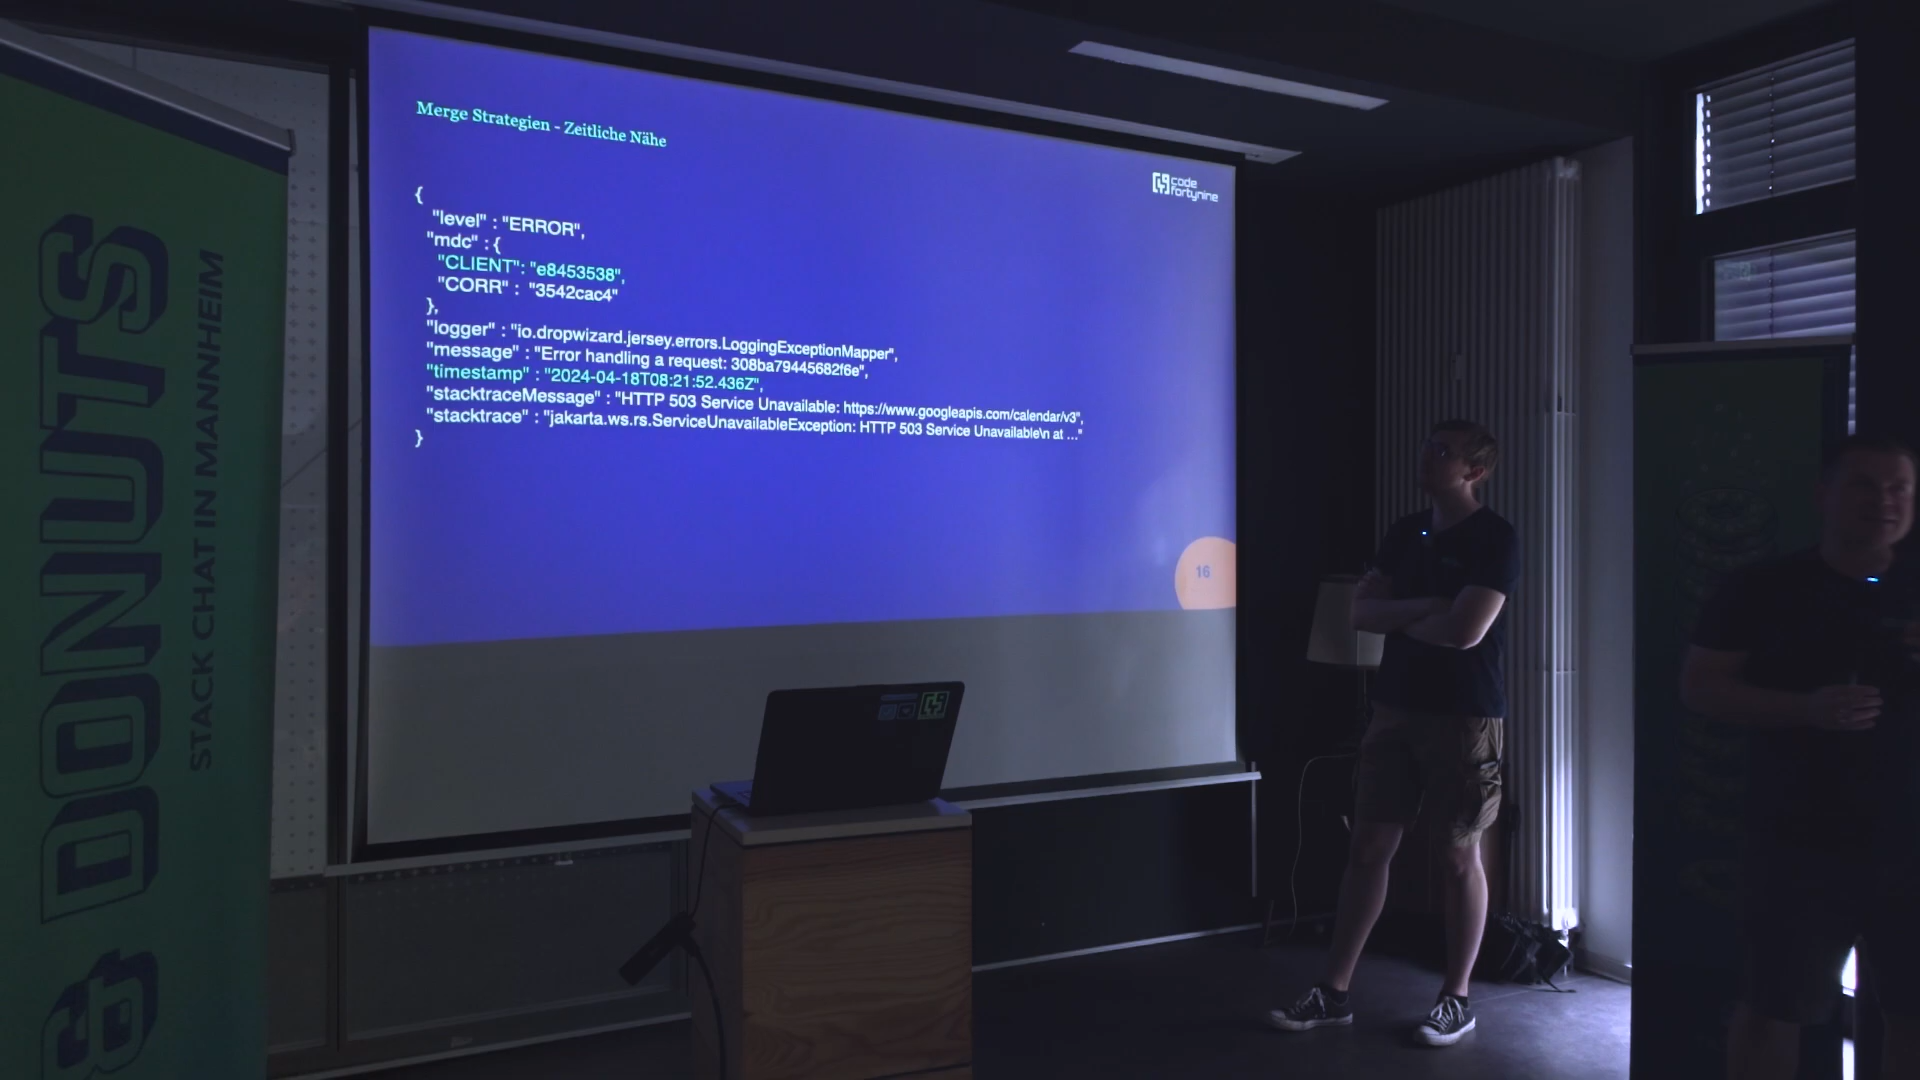 & DONUTS
STACK CHAT IN MANNHEIM
Merge Strategien - Zeitliche Nähe
code
fortynine
{
"level" : "ERROR",
"mdc" : {
"CLIENT": "e8453538",
"CORR" : "3542cac4"
},
"logger" : "io.dropwizard.jersey.errors.LoggingExceptionMapper",
"message" : "Error handling a request: 308ba79445682f6e",
"timestamp" : "2024-04-18T08:21:52.436Z",
"stacktraceMessage" : "HTTP 503 Service Unavailable: https://www.googleapis.com/calendar/v3",
"stacktrace" : "jakarta.ws.rs.ServiceUnavailableException: HTTP 503 Service Unavailable\n at ..."
}
16